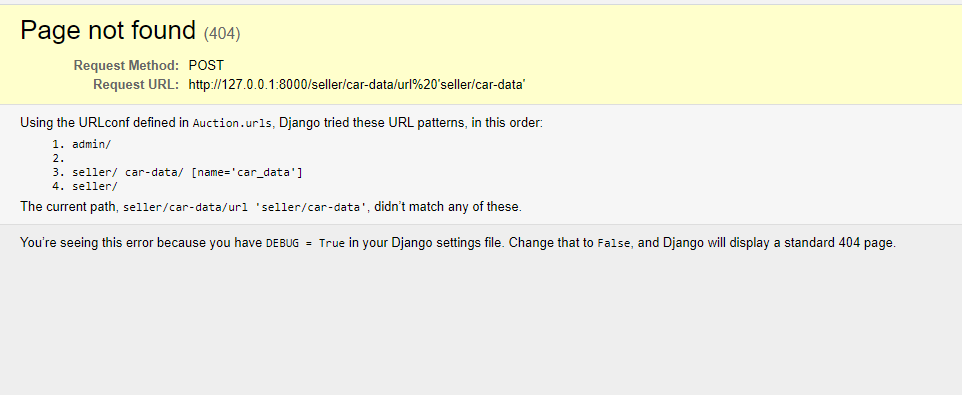 Page not found (404)
Request Method: POST
Request URL: http://127.0.0.1:8000/seller/car-data/url%20'seller/car-data'
Using the URLconf defined in Auction.urls, Django tried these URL patterns, in this order:
1. admin/
2.
3. seller/ car-data/ [name='car_data']
4. seller/
The current path, seller/car-data/url 'seller/car-data', didn’t match any of these.
You’re seeing this error because you have DEBUG = True in your Django settings file. Change that to False, and Django will display a standard 404 page.